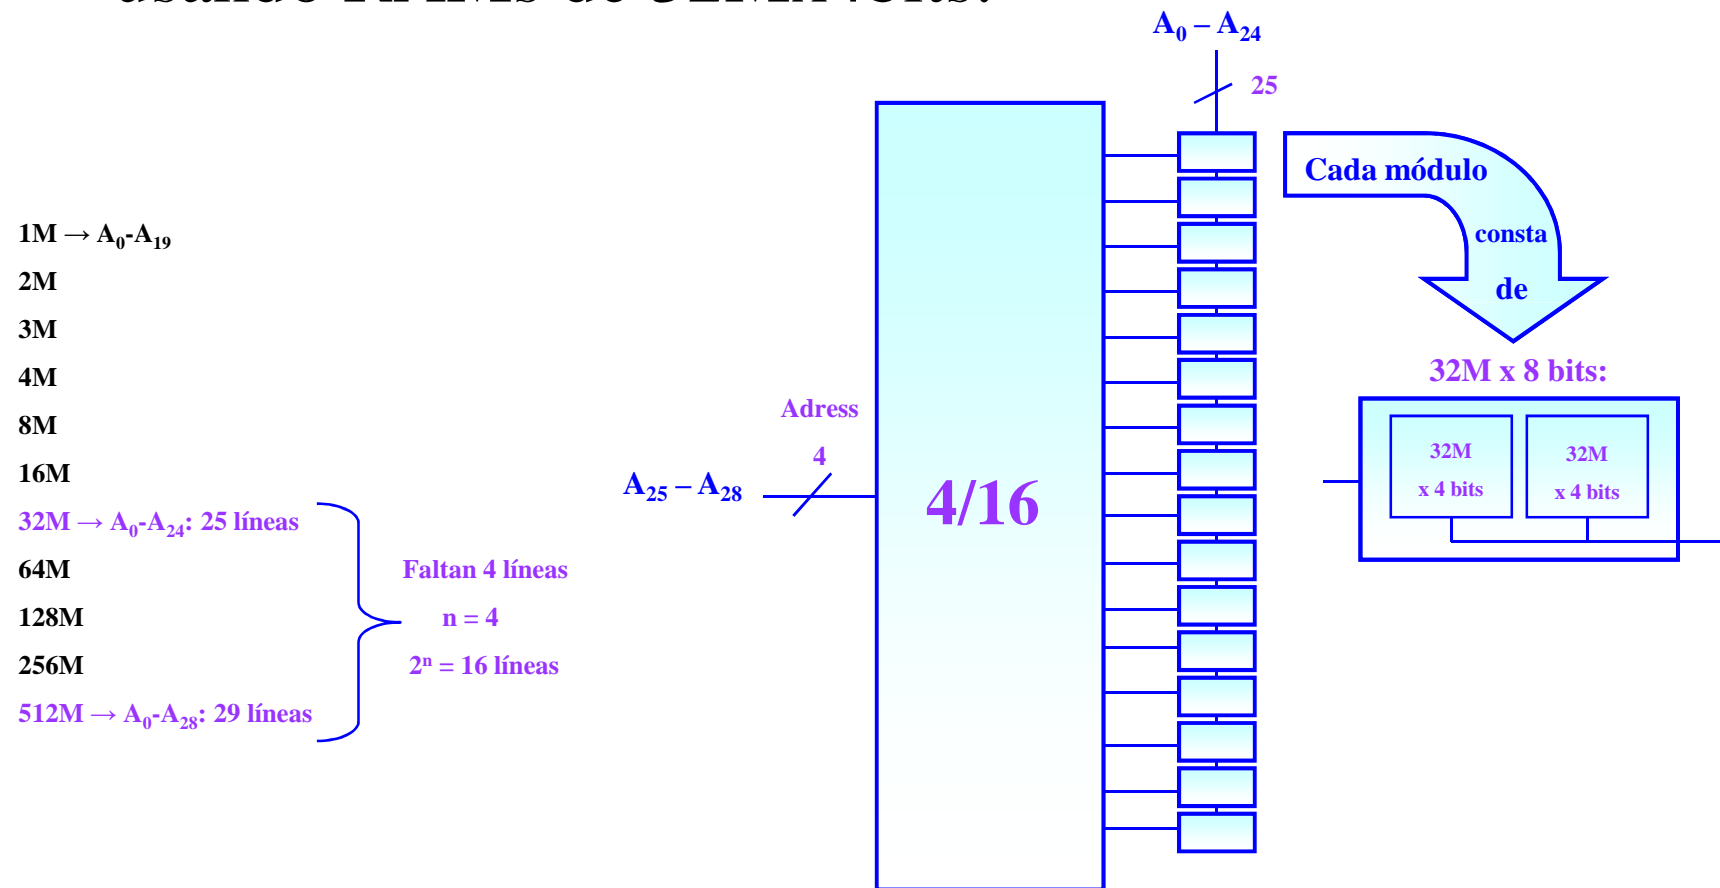 A₀ – A₂₄
25
Cada módulo
consta
de
1M → A₀-A₁₉
2M
3M
4M
8M
16M
32M → A₀-A₂₄: 25 líneas
64M
128M
256M
512M → A₀-A₂₈: 29 líneas
Faltan 4 líneas
n = 4
2ⁿ = 16 líneas
Adress
4
A₂₅ – A₂₈
4/16
32M x 8 bits:
32M
x 4 bits
32M
x 4 bits